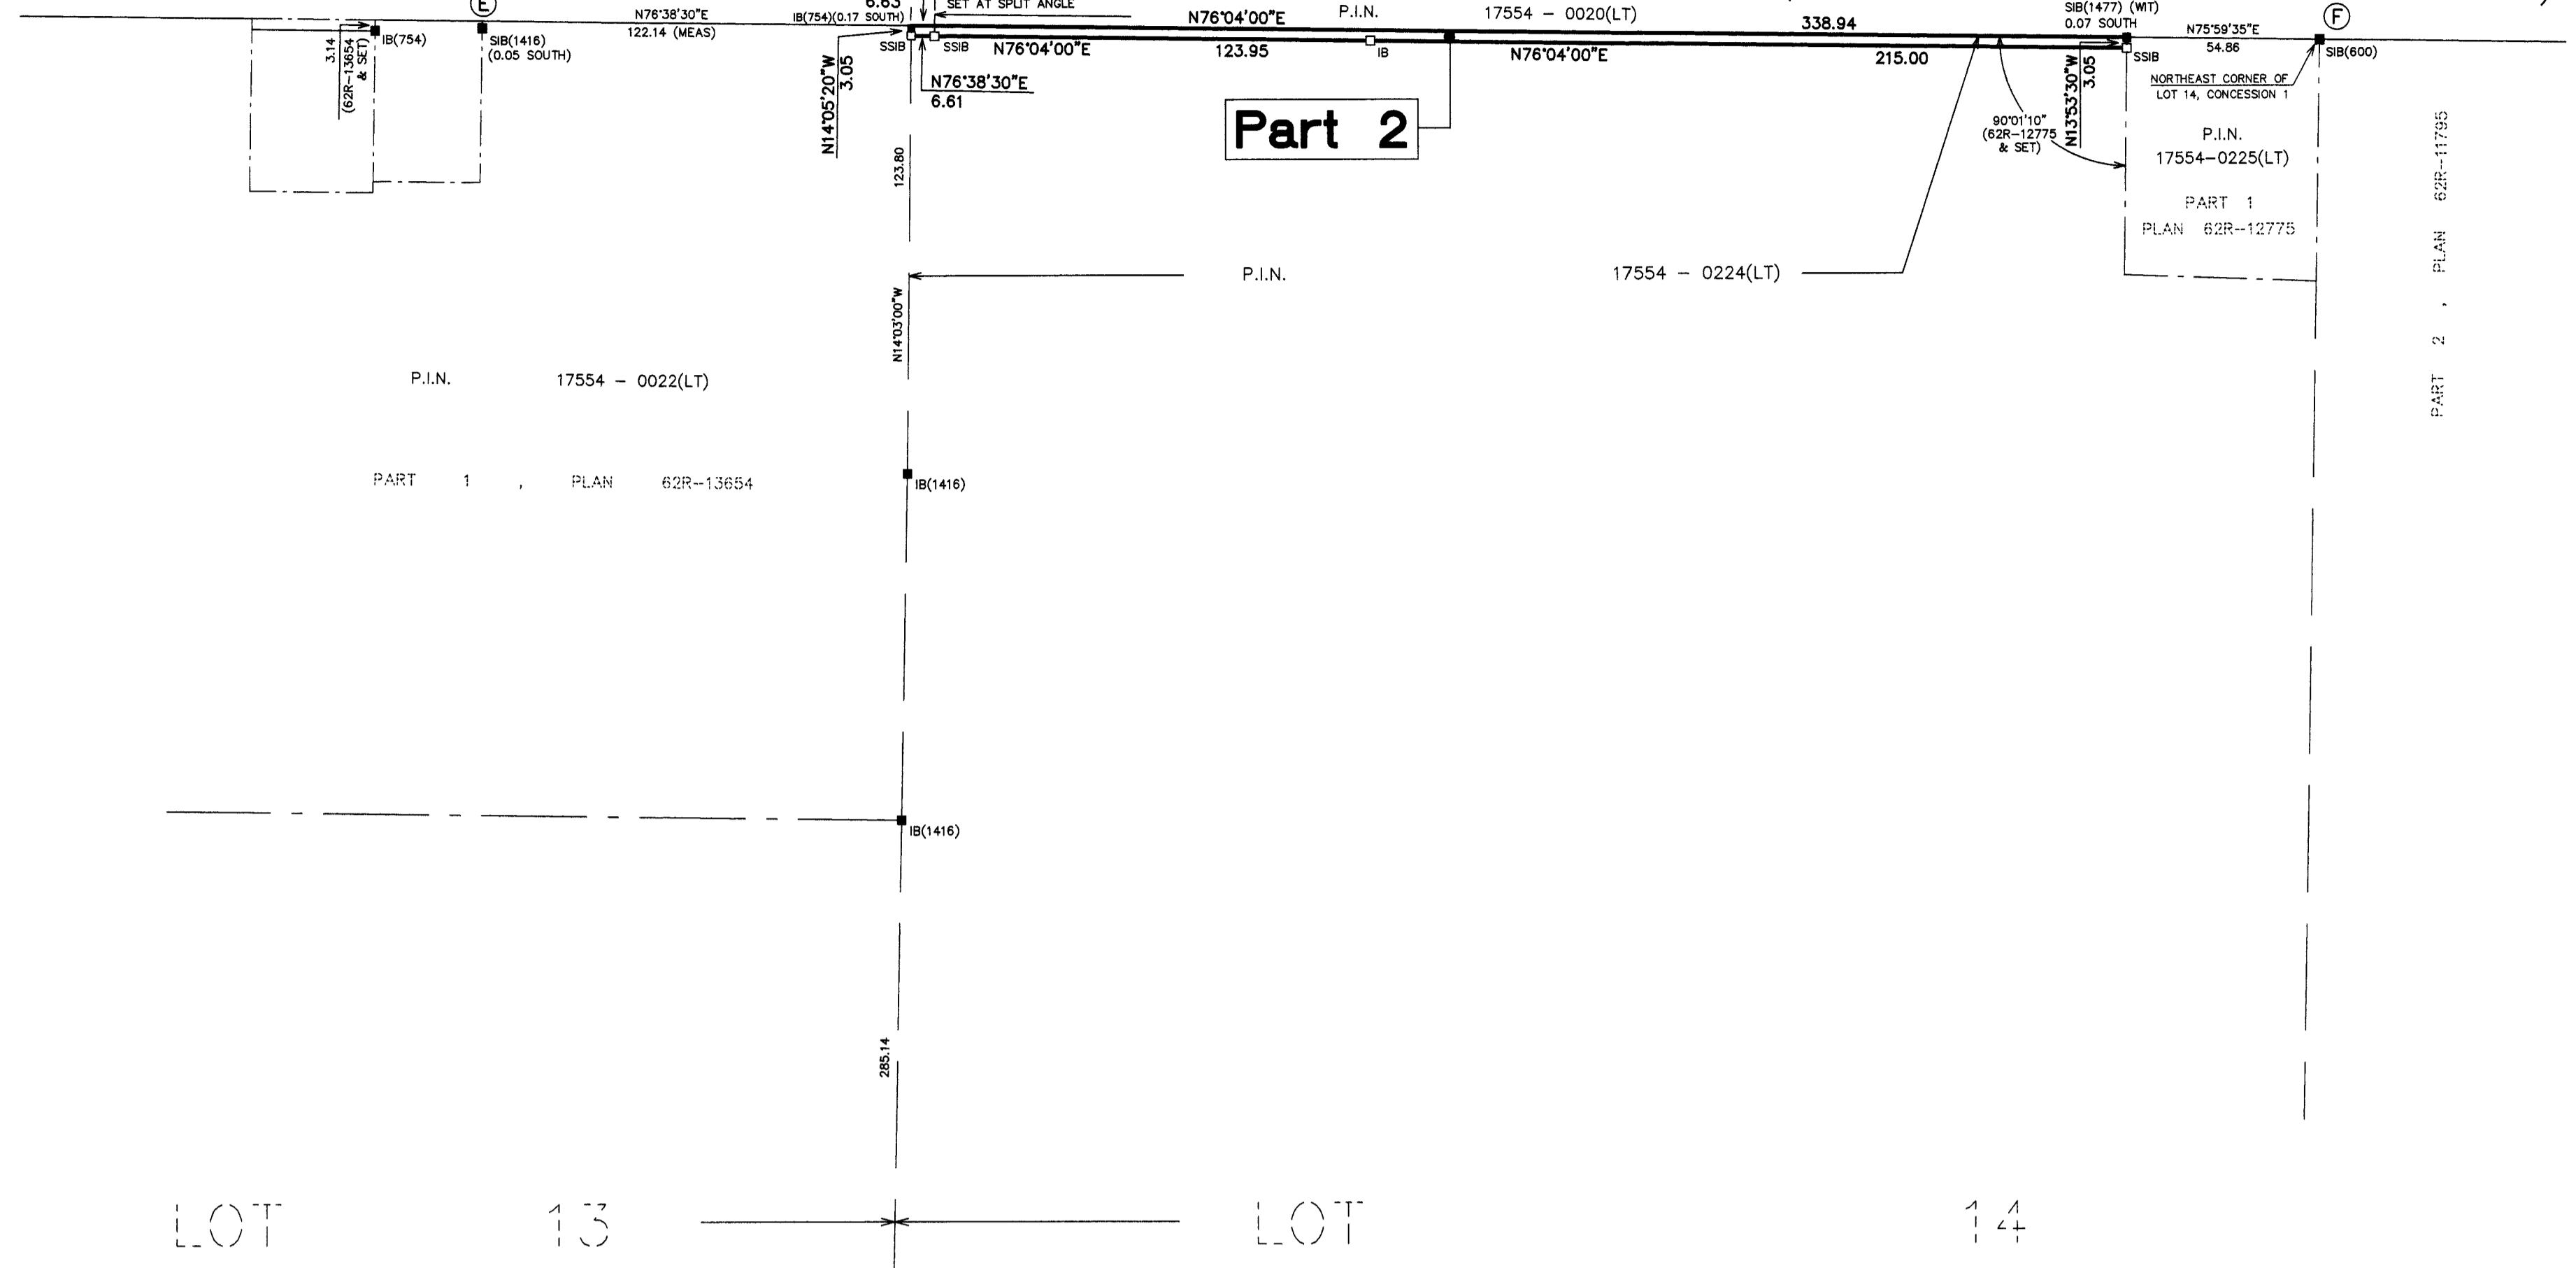 E
6.63
SET AT SPLIT ANGLE
N76°38'30"E
122.14 (MEAS)
IB(754)(0.17 SOUTH)
N76°04'00"E
P.I.N. 17554 - 0020(LT)
338.94
SIB(1477) (WIT)
0.07 SOUTH
N75°59'35"E
54.86
F
3.14
(62R-13654
& SET)
IB(754)
SIB(1416)
(0.05 SOUTH)
SSIB
SSIB
N76°04'00"E
123.95
IB
N76°04'00"E
215.00
SSIB
SIB(600)
N14°05'20"W
3.05
N76°38'30"E
6.61
Part 2
90°01'10"
(62R-12775
& SET)
N13°53'30"W
3.05
NORTHEAST CORNER OF
LOT 14, CONCESSION 1
P.I.N.
17554-0225(LT)
PART 1
PLAN 62R-12775
PART 2 , PLAN 62R-11795
123.80
P.I.N. 17554 - 0224(LT)
N14°03'00"W
P.I.N. 17554 - 0022(LT)
PART 1 , PLAN 62R-13654
IB(1416)
IB(1416)
285.14
LOT 13
LOT 14